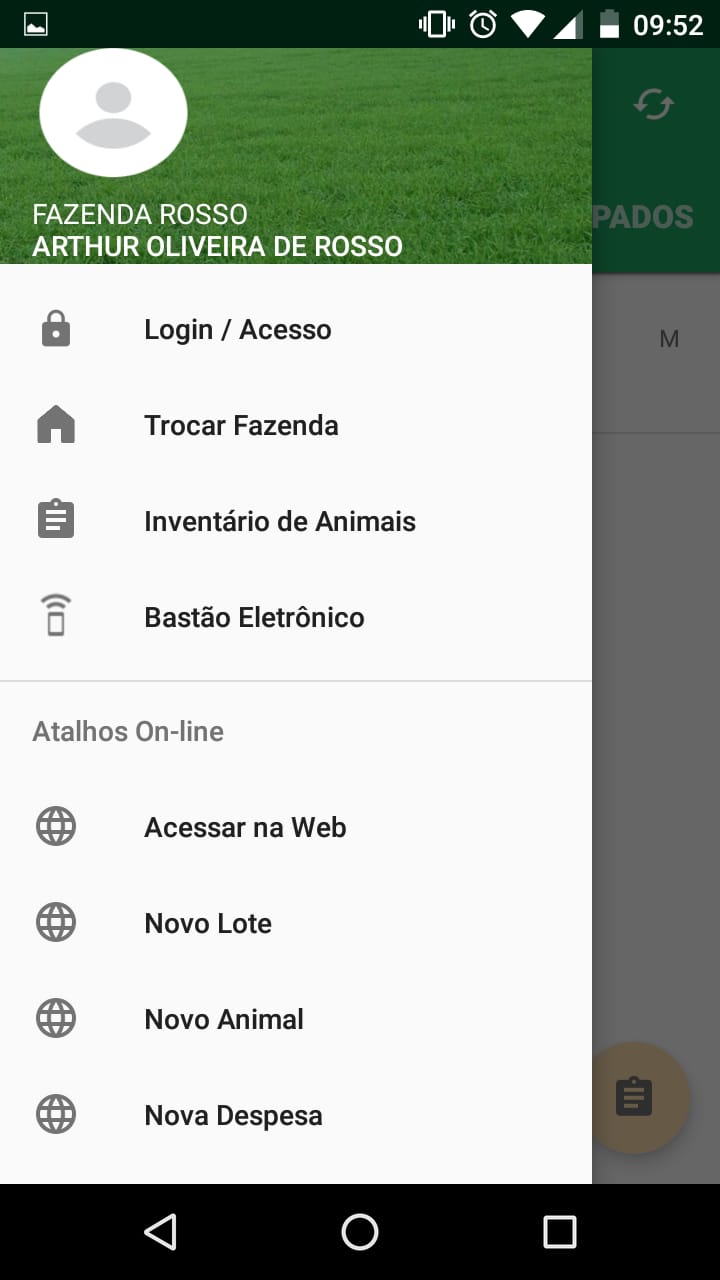 09:52
PADOS
FAZENDA ROSSO
ARTHUR OLIVEIRA DE ROSSO
M
Login / Acesso
Trocar Fazenda
Inventário de Animais
Bastão Eletrônico
Atalhos On-line
Acessar na Web
Novo Lote
Novo Animal
Nova Despesa